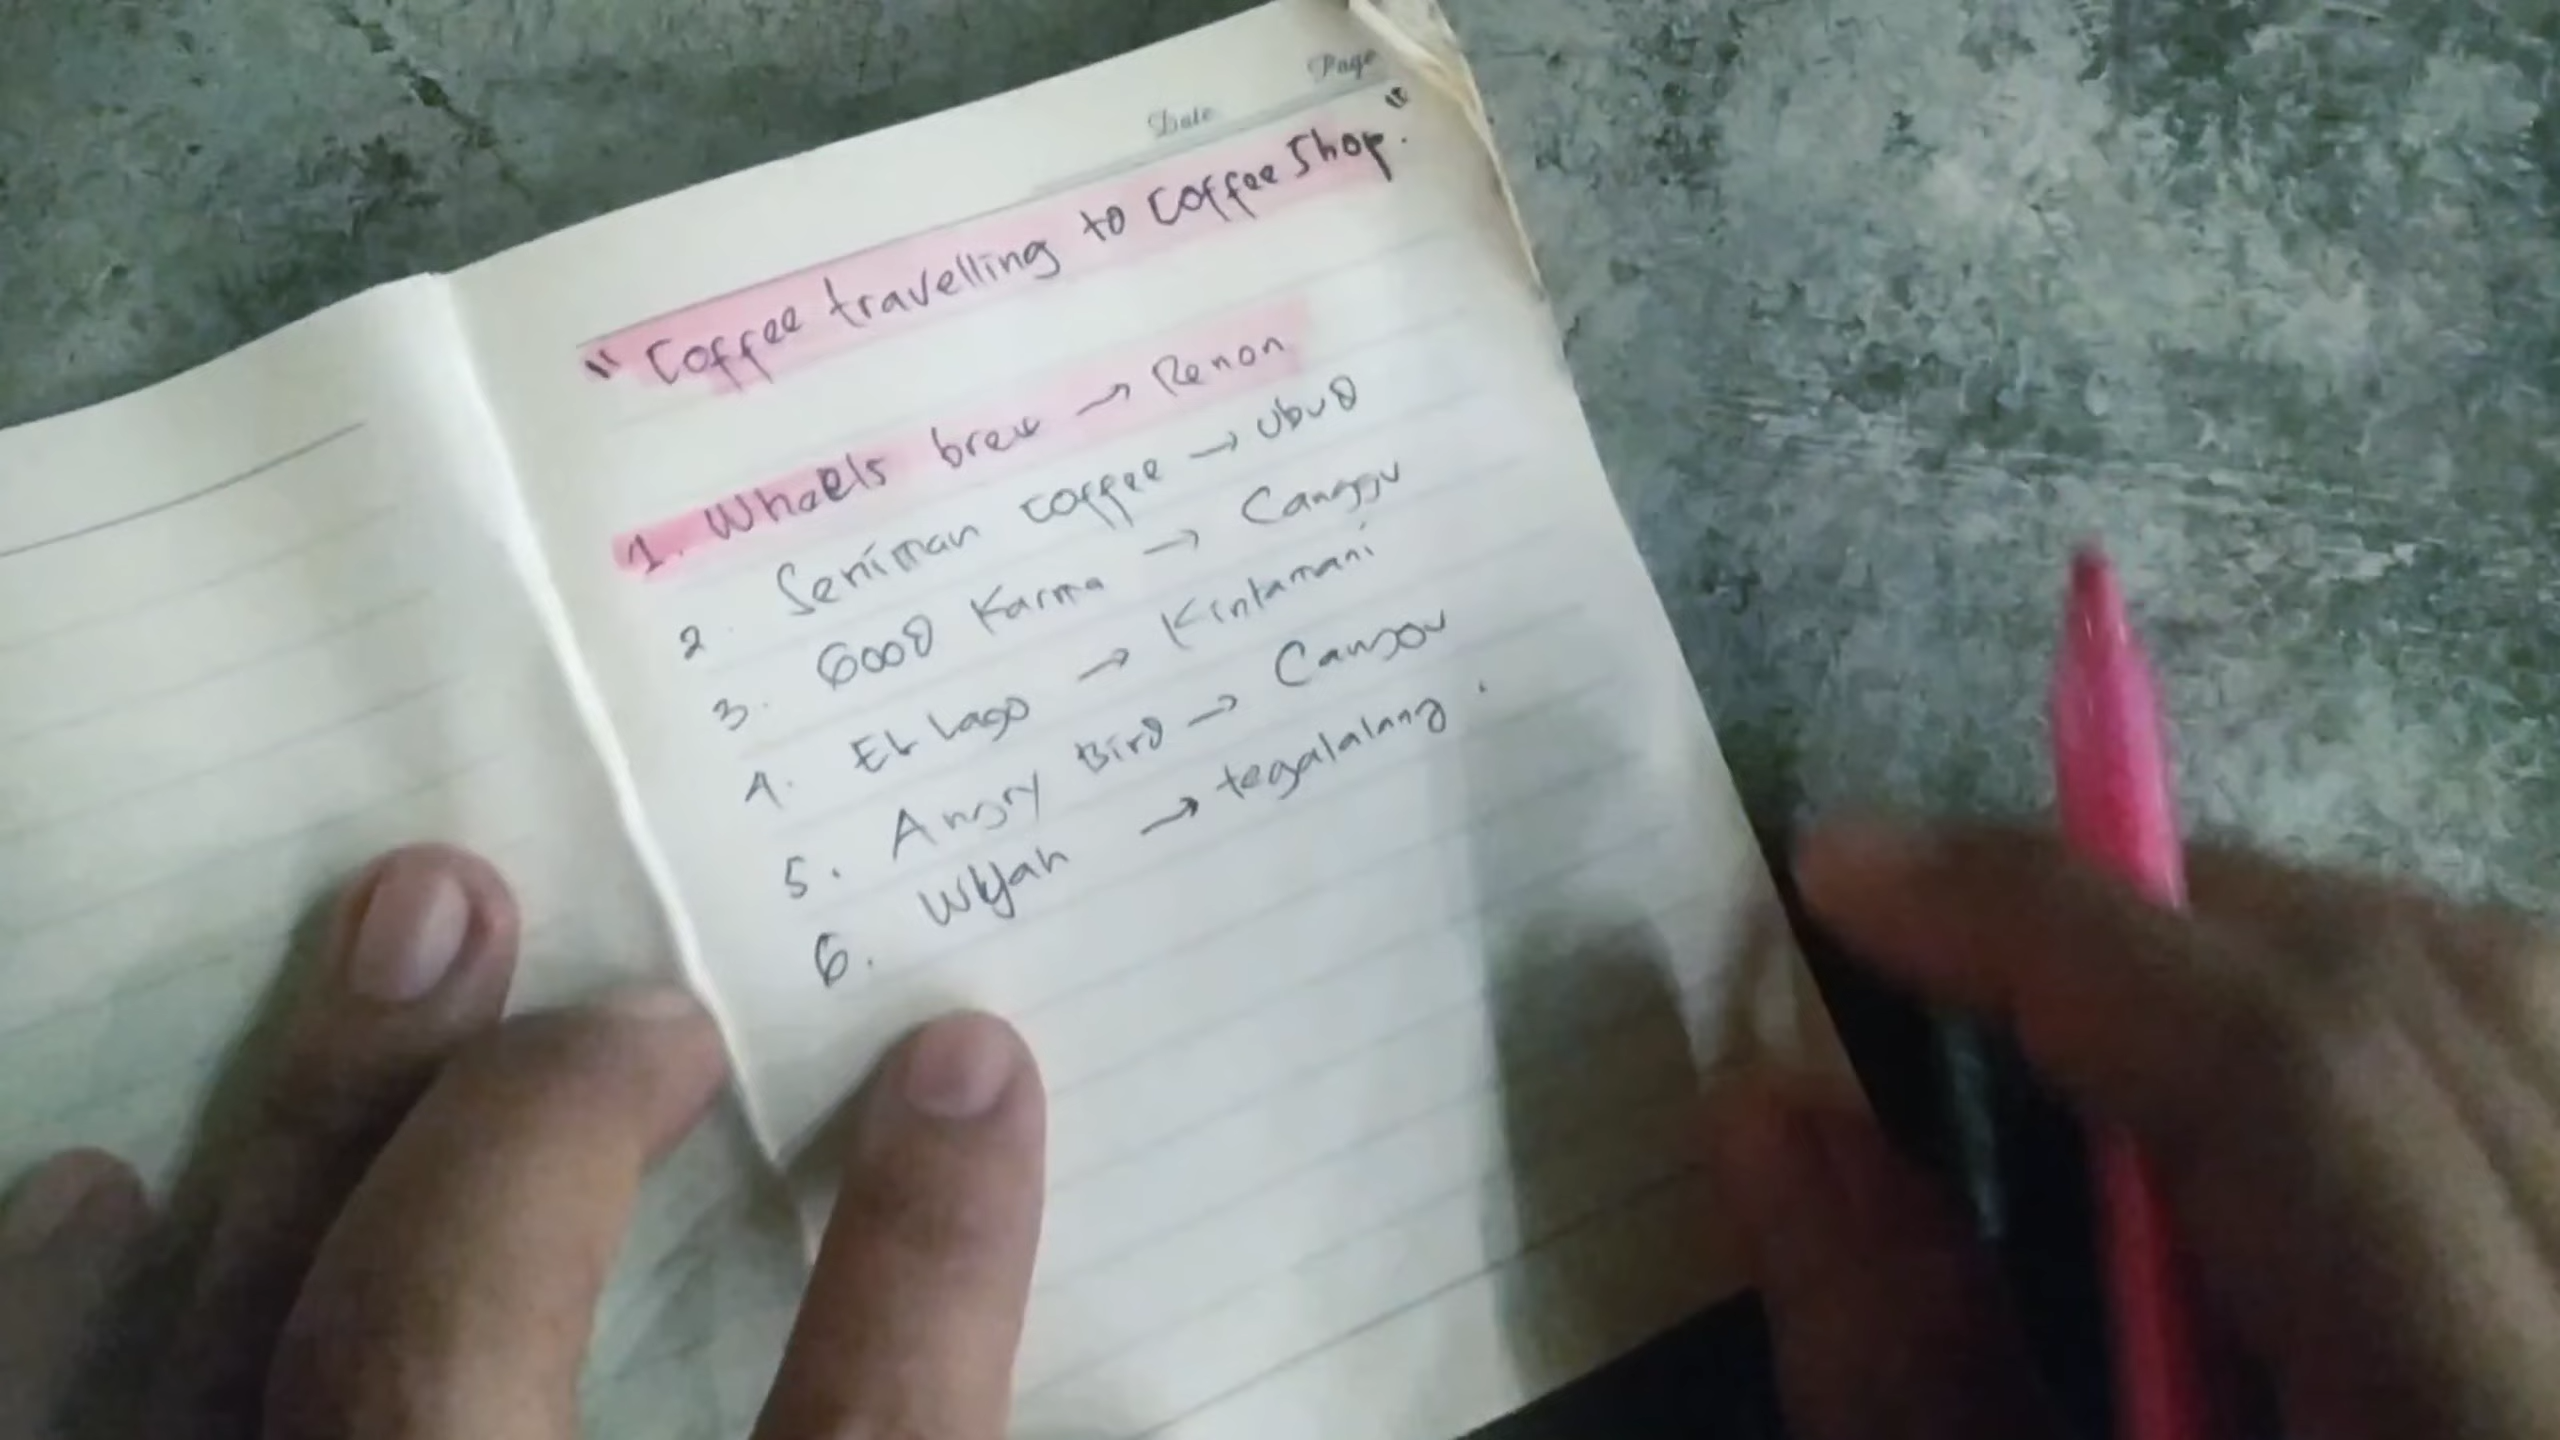 Page
Date
"Coffee travelling to Coffee Shop."
1. Wheels brew → Renon
2. Seniman coffee → Ubud
3. Good Karma → Canggu
4. EL Lago → Kintamani
5. Angry Bird → Canggu
6. → tegalalang.